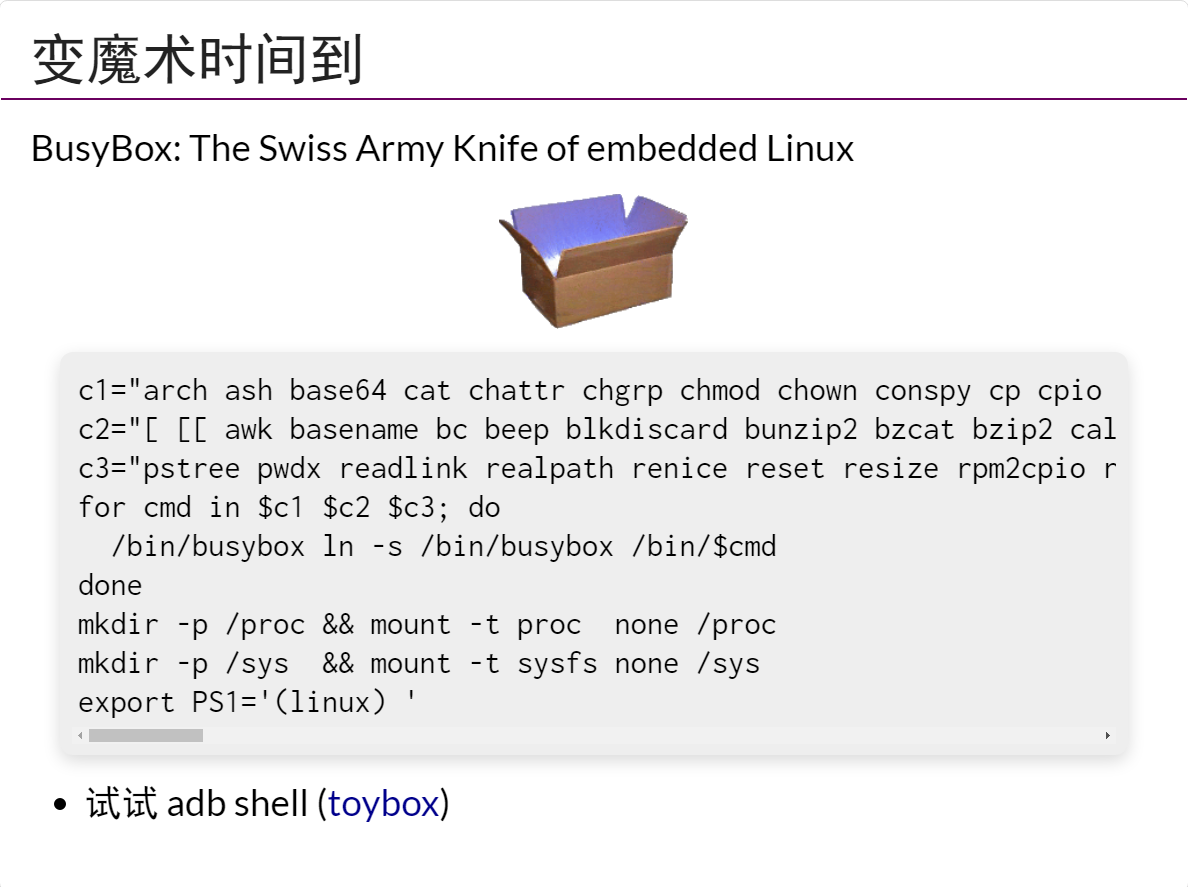 变魔术时间到
BusyBox: The Swiss Army Knife of embedded Linux
c1="arch ash base64 cat chattr chgrp chmod chown conspy cp cpio
c2="[ [[ awk basename bc beep blkdiscard bunzip2 bzcat bzip2 cal
c3="pstree pwdx readlink realpath renice reset resize rpm2cpio r
for cmd in $c1 $c2 $c3; do
  /bin/busybox ln -s /bin/busybox /bin/$cmd
done
mkdir -p /proc && mount -t proc  none /proc
mkdir -p /sys  && mount -t sysfs none /sys
export PS1='(linux) '
• 试试 adb shell (toybox)